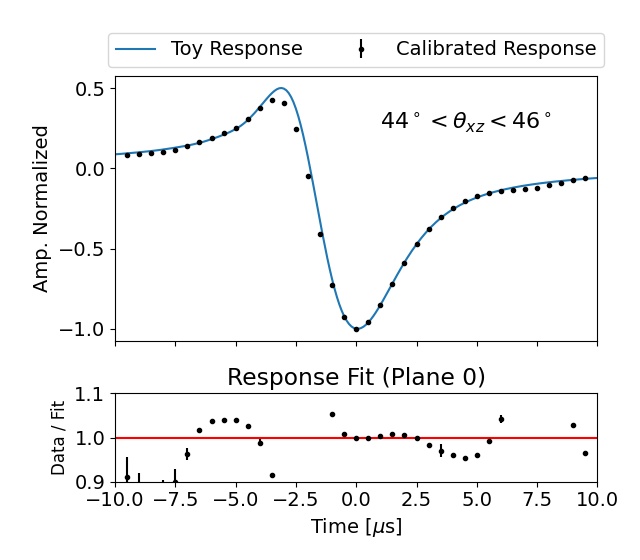 Toy Response Calibrated Response
44° < θxz < 46°
Amp. Normalized
0.5
0.0
−0.5
−1.0
Response Fit (Plane 0)
Data / Fit
1.1
1.0
0.9
−10.0 −7.5 −5.0 −2.5 0.0 2.5 5.0 7.5 10.0
Time [μs]